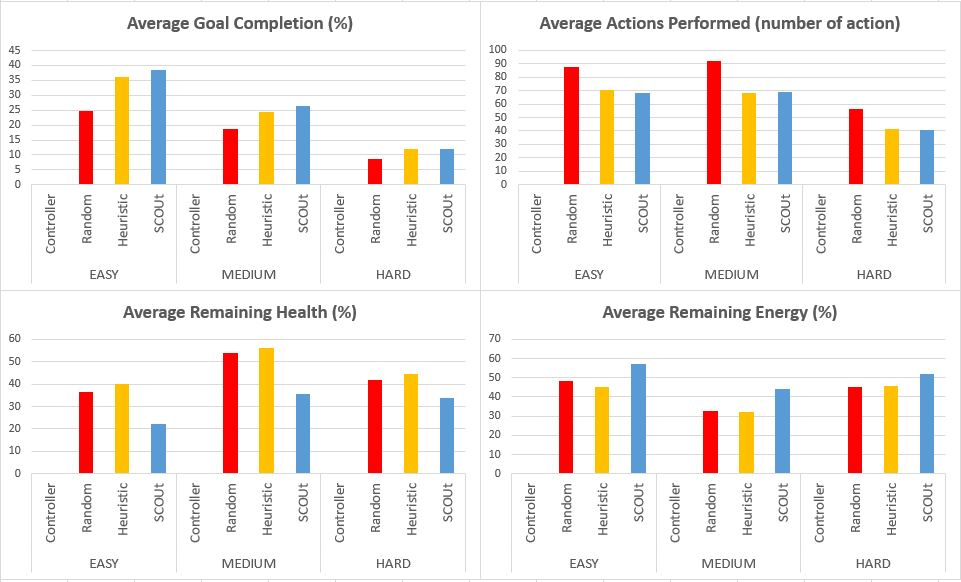 Average Goal Completion (%)
45
40
35
30
25
20
15
10
5
0
Controller
Random
Heuristic
SCOUt
Controller
Random
Heuristic
SCOUt
Controller
Random
Heuristic
SCOUt
EASY
MEDIUM
HARD
Average Actions Performed (number of action)
100
90
80
70
60
50
40
30
20
10
0
Controller
Random
Heuristic
SCOUt
Controller
Random
Heuristic
SCOUt
Controller
Random
Heuristic
SCOUt
EASY
MEDIUM
HARD
Average Remaining Health (%)
60
50
40
30
20
10
0
Controller
Random
Heuristic
SCOUt
Controller
Random
Heuristic
SCOUt
Controller
Random
Heuristic
SCOUt
EASY
MEDIUM
HARD
Average Remaining Energy (%)
70
60
50
40
30
20
10
0
Controller
Random
Heuristic
SCOUt
Controller
Random
Heuristic
SCOUt
Controller
Random
Heuristic
SCOUt
EASY
MEDIUM
HARD